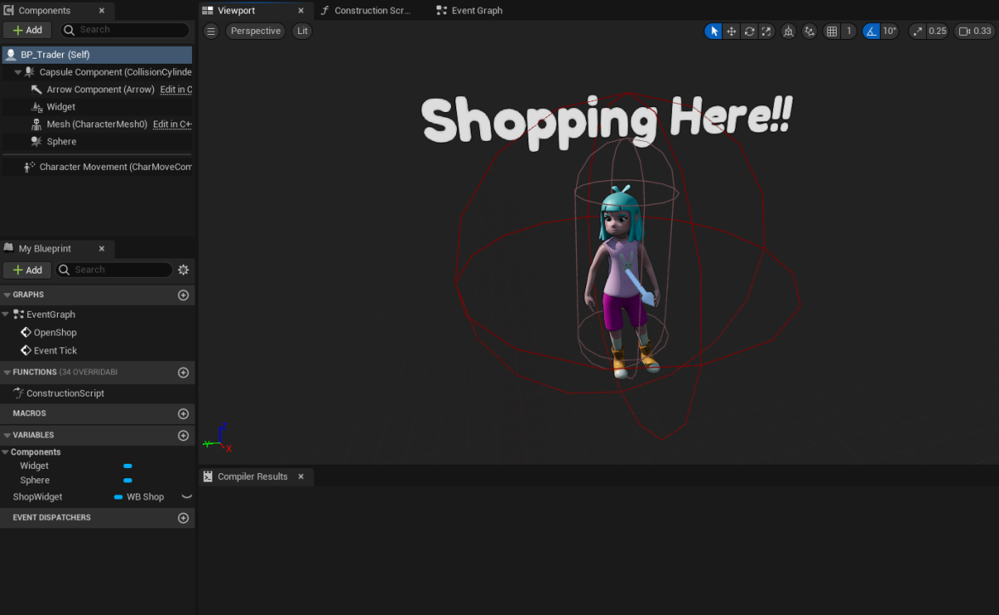 Components
Add
Search
BP_Trader (Self)
Capsule Component (CollisionCylinde
Arrow Component (Arrow) Edit in C
Widget
Mesh (CharacterMesh0) Edit in C++
Sphere
Character Movement (CharMoveCom
My Blueprint
Add
Search
GRAPHS
EventGraph
OpenShop
Event Tick
FUNCTIONS (34 OVERRIDABl
ConstructionScript
MACROS
VARIABLES
Components
Widget
Sphere
ShopWidget WB Shop
EVENT DISPATCHERS
Viewport
Construction Scr...
Event Graph
Perspective Lit
1 10° 0.25 0.33
Shopping Here!!
Z
Y
X
Compiler Results